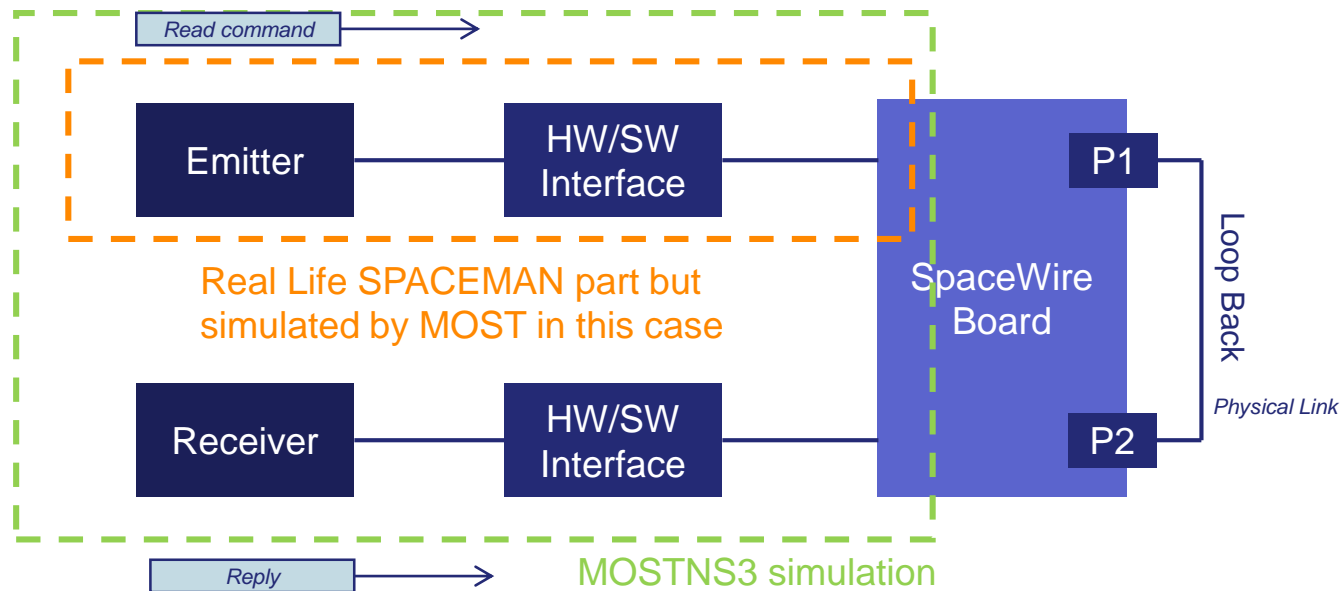 Read command
Emitter
HW/SW
Interface
P1
Real Life SPACEMAN part but
simulated by MOST in this case
SpaceWire
Board
Loop Back
Physical Link
Receiver
HW/SW
Interface
P2
Reply
MOSTNS3 simulation